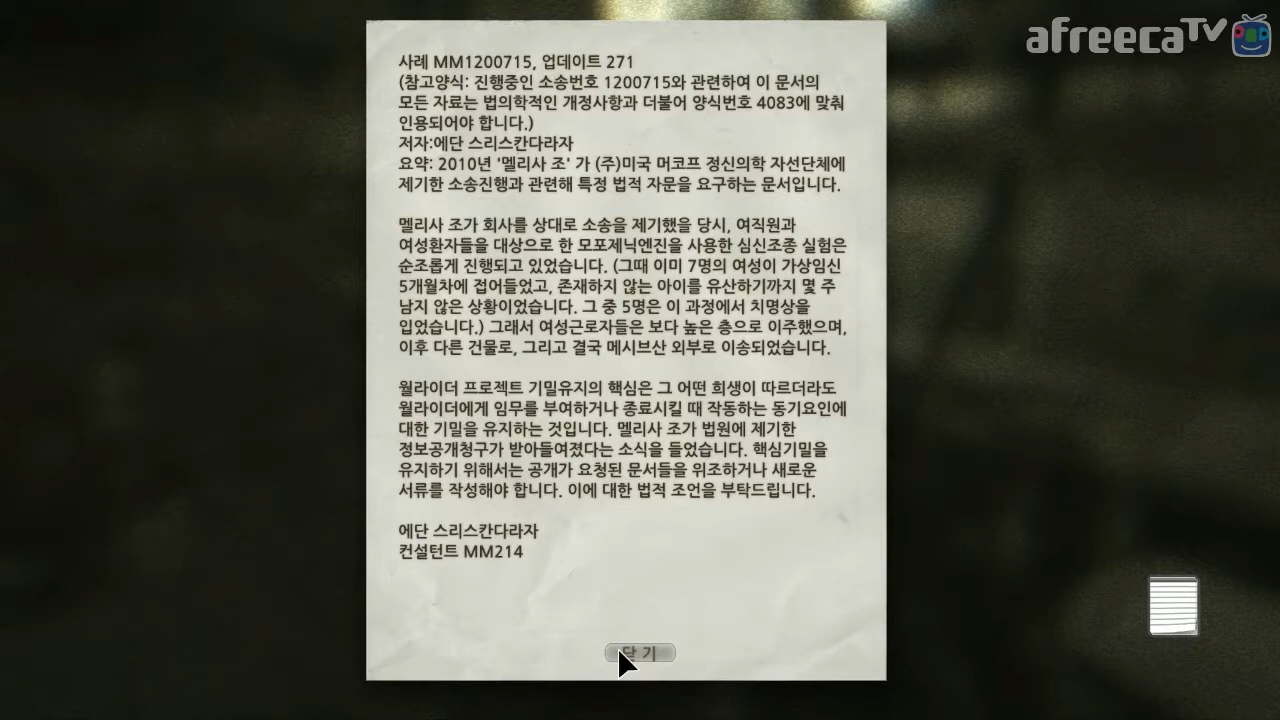 afreecaTV
사례 MM1200715, 업데이트 271
(참고양식: 진행중인 소송번호 1200715와 관련하여 이 문서의
모든 자료는 법의학적인 개정사항과 더불어 양식번호 4083에 맞춰
인용되어야 합니다.)
저자:에단 스리스칸다라자
요약: 2010년 '멜리사 조' 가 (주)미국 머코프 정신의학 자선단체에
제기한 소송진행과 관련해 특정 법적 자문을 요구하는 문서입니다.
멜리사 조가 회사를 상대로 소송을 제기했을 당시, 여직원과
여성환자들을 대상으로 한 모포제닉엔진을 사용한 심신조종 실험은
순조롭게 진행되고 있었습니다. (그때 이미 7명의 여성이 가상임신
5개월차에 접어들었고, 존재하지 않는 아이를 유산하기까지 몇 주
남지 않은 상황이었습니다. 그 중 5명은 이 과정에서 치명상을
입었습니다.) 그래서 여성근로자들은 보다 높은 층으로 이주했으며,
이후 다른 건물로, 그리고 결국 메시브산 외부로 이송되었습니다.
월라이더 프로젝트 기밀유지의 핵심은 그 어떤 희생이 따르더라도
월라이더에게 임무를 부여하거나 종료시킬 때 작동하는 동기요인에
대한 기밀을 유지하는 것입니다. 멜리사 조가 법원에 제기한
정보공개청구가 받아들여졌다는 소식을 들었습니다. 핵심기밀을
유지하기 위해서는 공개가 요청된 문서들을 위조하거나 새로운
서류를 작성해야 합니다. 이에 대한 법적 조언을 부탁드립니다.
에단 스리스칸다라자
컨설턴트 MM214
닫 기